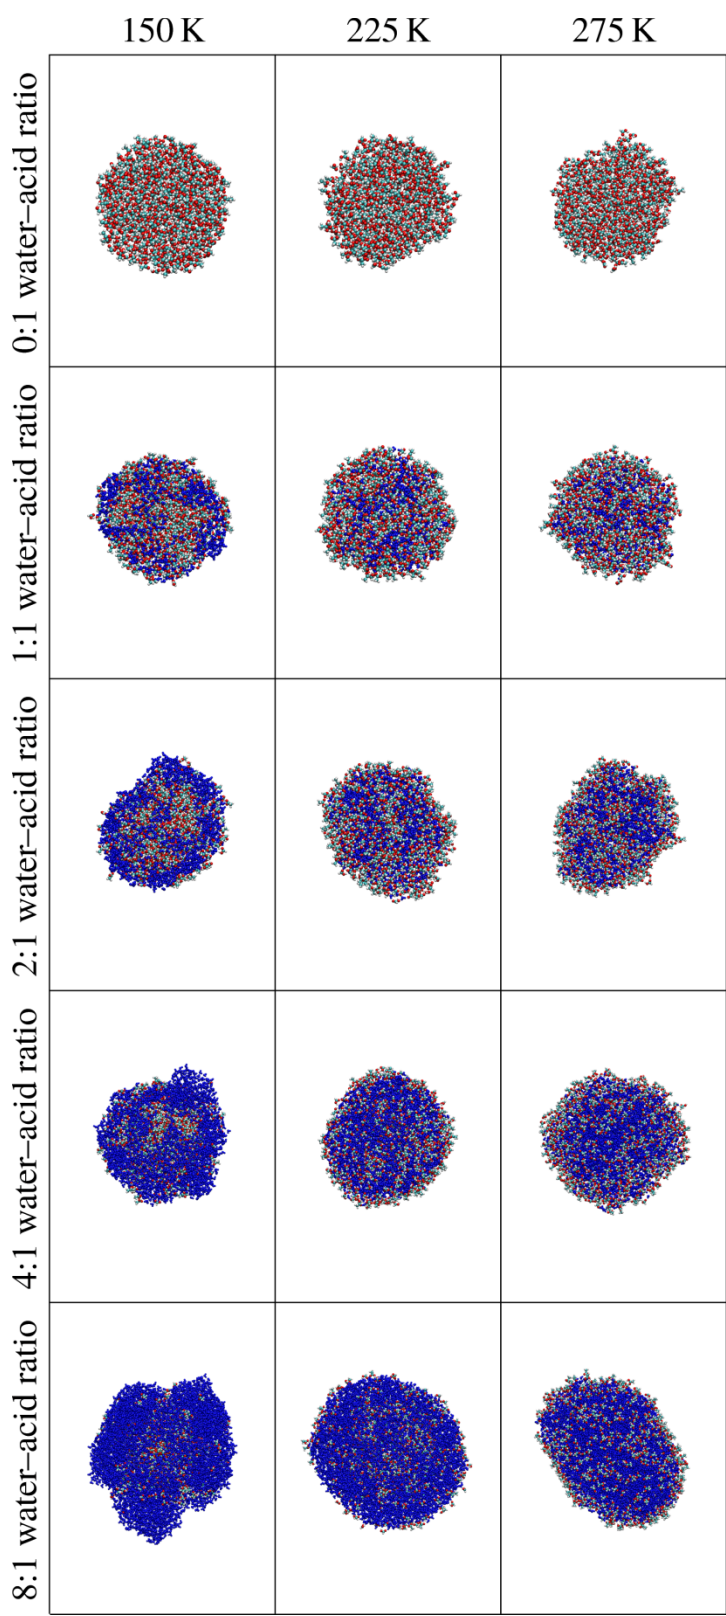 150 K
225 K
275 K
0:1 water–acid ratio
1:1 water–acid ratio
2:1 water–acid ratio
4:1 water–acid ratio
8:1 water–acid ratio